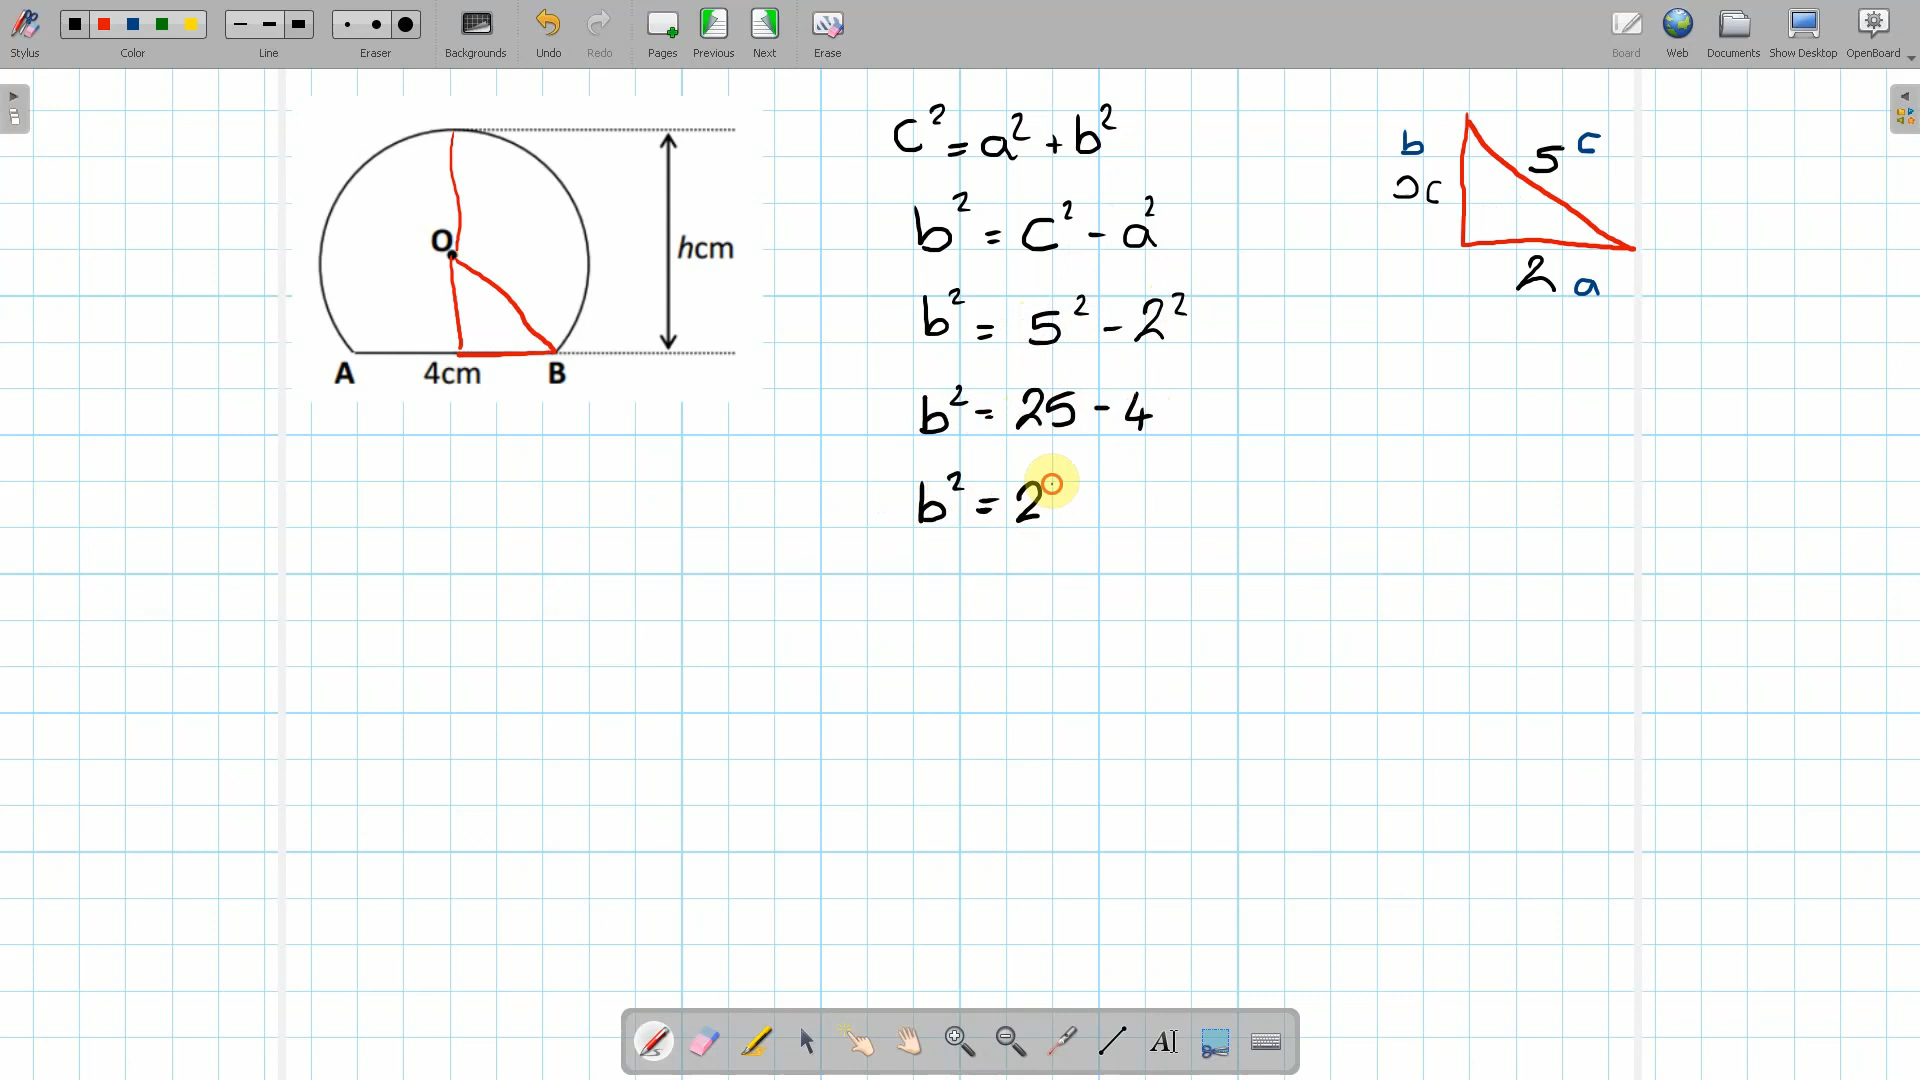 Stylus Color Line Eraser Backgrounds Undo Redo Pages Previous Next Erase Board Web Documents Show Desktop OpenBoard
O
hcm
A 4cm B
c² = a² + b²
b² = c² - a²
b² = 5² - 2²
b² = 25 - 4
b² = 2
b 5 c
x
2 a